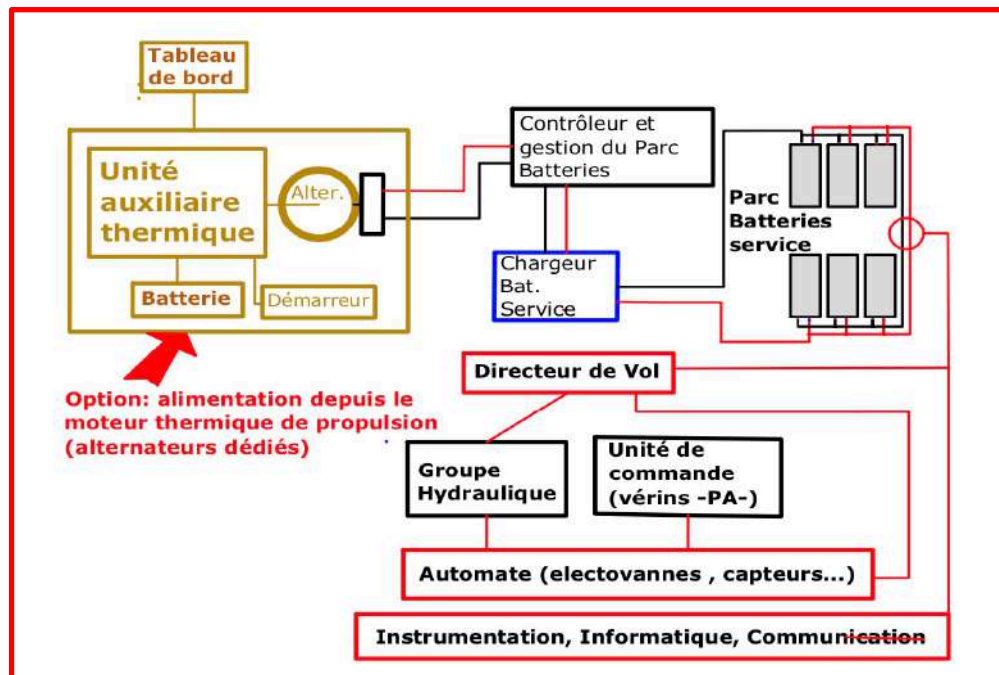 Tableau
de bord
Unité
auxiliaire
thermique
Alter.
Batterie
Démarreur
Option: alimentation depuis le
moteur thermique de propulsion
(alternateurs dédiés)
Contrôleur et
gestion du Parc
Batteries
Chargeur
Bat.
Service
Parc
Batteries
service
Directeur de Vol
Groupe
Hydraulique
Unité de
commande
(vérins -PA-)
Automate (electovannes , capteurs...)
Instrumentation, Informatique, Communication